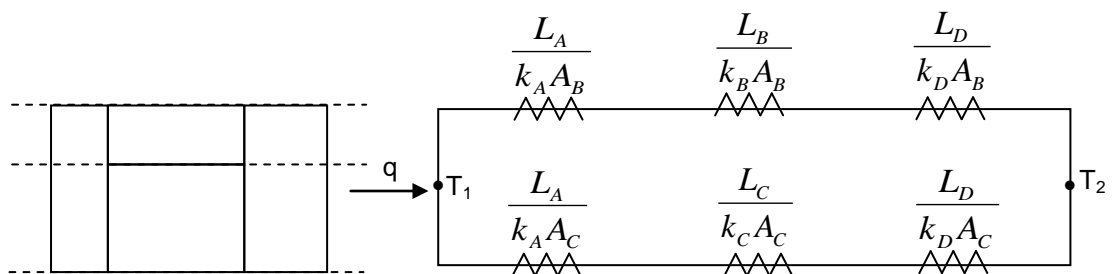 L_A / k_A A_B
L_B / k_B A_B
L_D / k_D A_B
q
T₁
T₂
L_A / k_A A_C
L_C / k_C A_C
L_D / k_D A_C